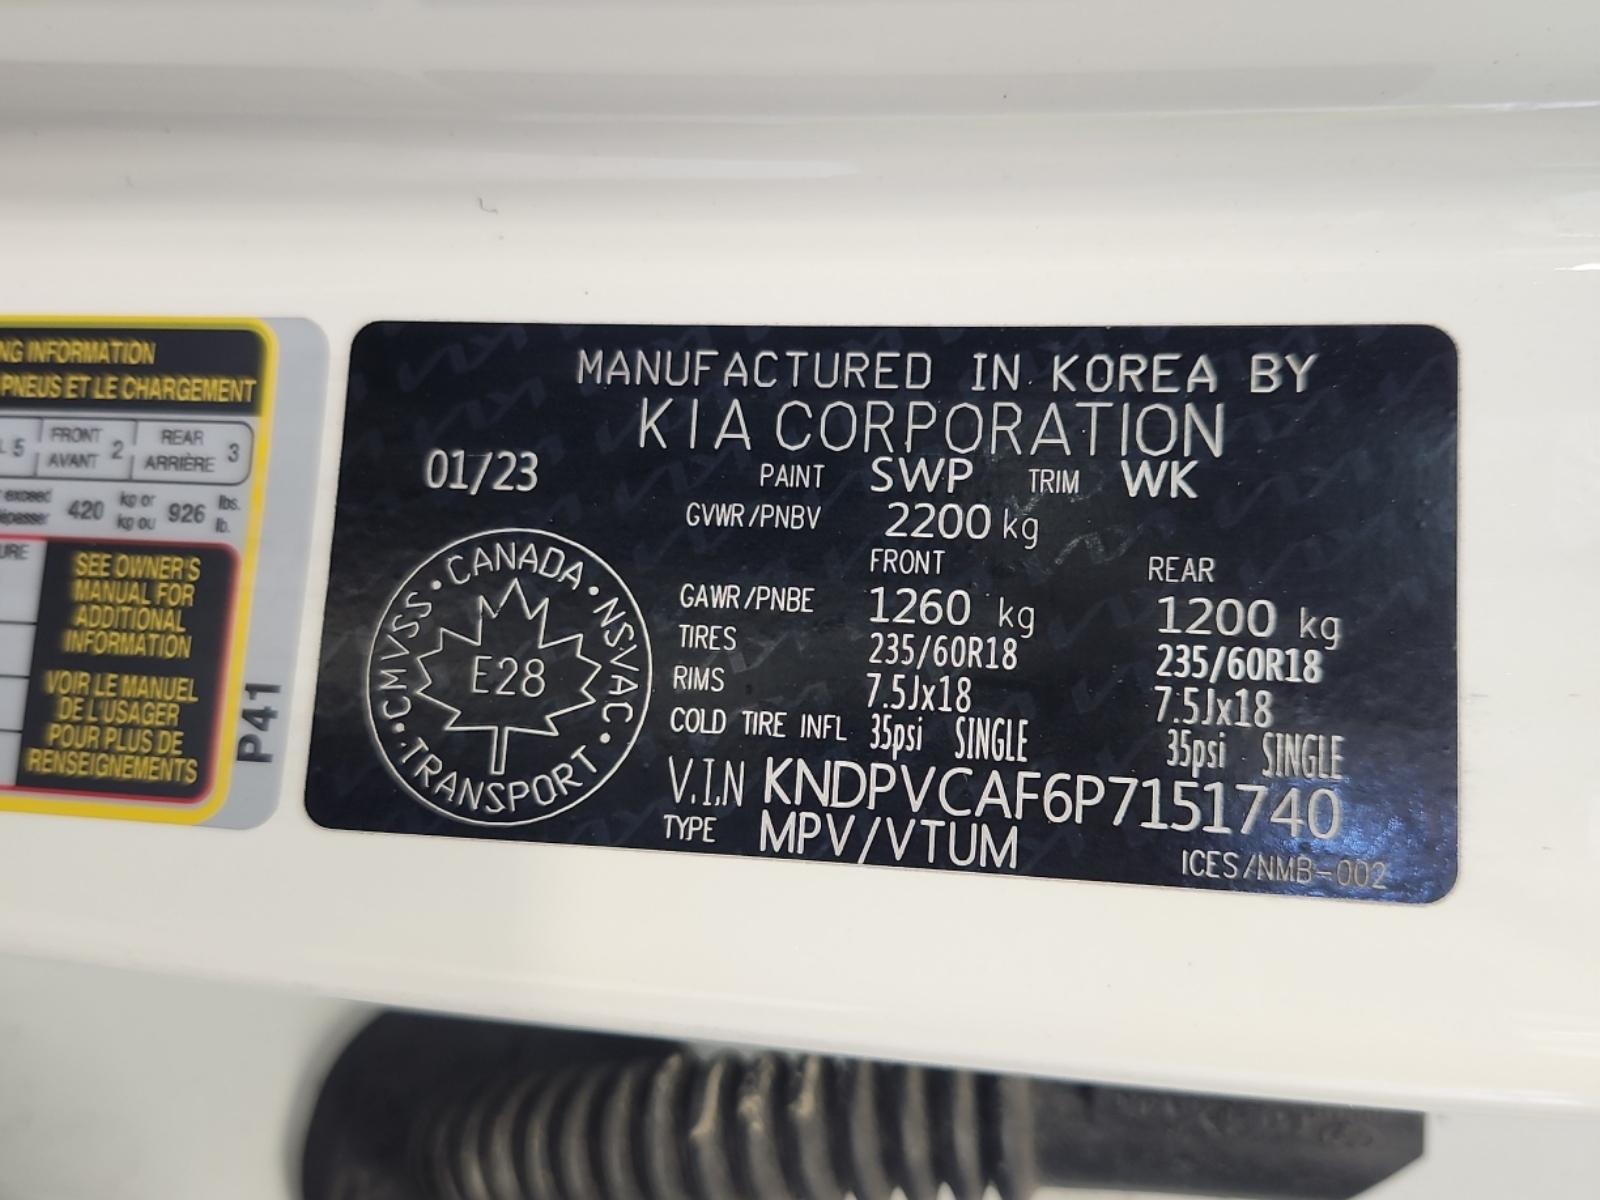 NG INFORMATION
PNEUS ET LE CHARGEMENT
L 5 FRONT AVANT 2 REAR ARRIÈRE 3
exceed 420 kg or 926 lbs.
dépasser kg ou lb.
URE
SEE OWNER'S
MANUAL FOR
ADDITIONAL
INFORMATION
VOIR LE MANUEL
DE L'USAGER
POUR PLUS DE
RENSEIGNEMENTS
P41
MANUFACTURED IN KOREA BY
KIA CORPORATION
01/23
PAINT SWP TRIM WK
GVWR/PNBV 2200 kg
FRONT REAR
GAWR/PNBE 1260 kg 1200 kg
TIRES 235/60R18 235/60R18
RIMS 7.5Jx18 7.5Jx18
COLD TIRE INFL 35psi SINGLE 35psi SINGLE
V.I.N KNDPVCAF6P7151740
TYPE MPV/VTUM
ICES/NMB-002
CANADA • NSVAC • TRANSPORT • CMVSS •
E28